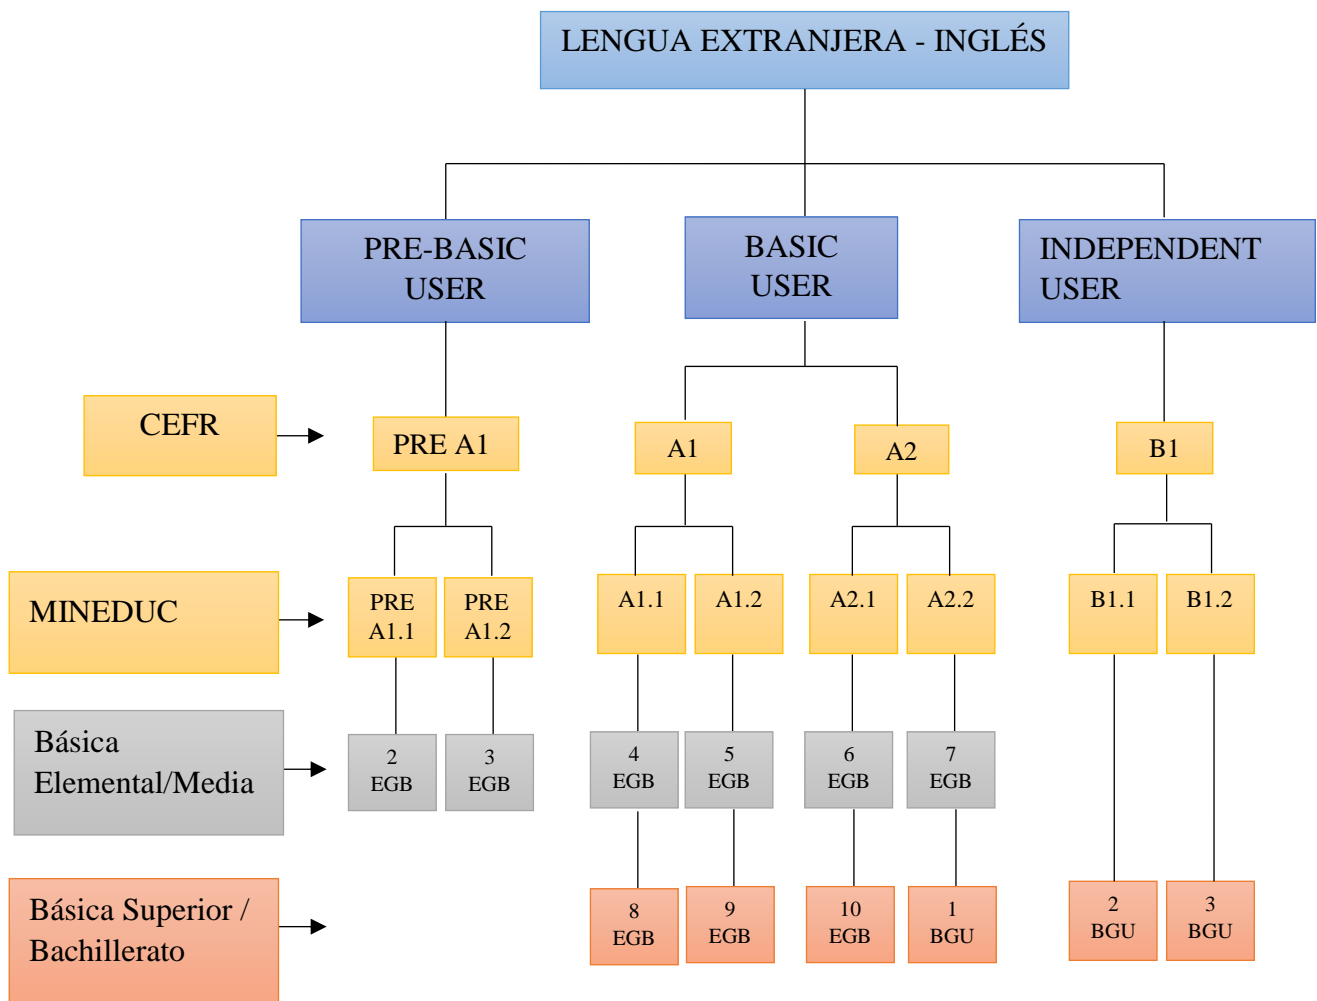 LENGUA EXTRANJERA - INGLÉS
PRE-BASIC
USER
BASIC
USER
INDEPENDENT
USER
CEFR
PRE A1
A1
A2
B1
MINEDUC
PRE
A1.1
PRE
A1.2
A1.1
A1.2
A2.1
A2.2
B1.1
B1.2
Básica
Elemental/Media
2
EGB
3
EGB
4
EGB
5
EGB
6
EGB
7
EGB
Básica Superior /
Bachillerato
8
EGB
9
EGB
10
EGB
1
BGU
2
BGU
3
BGU